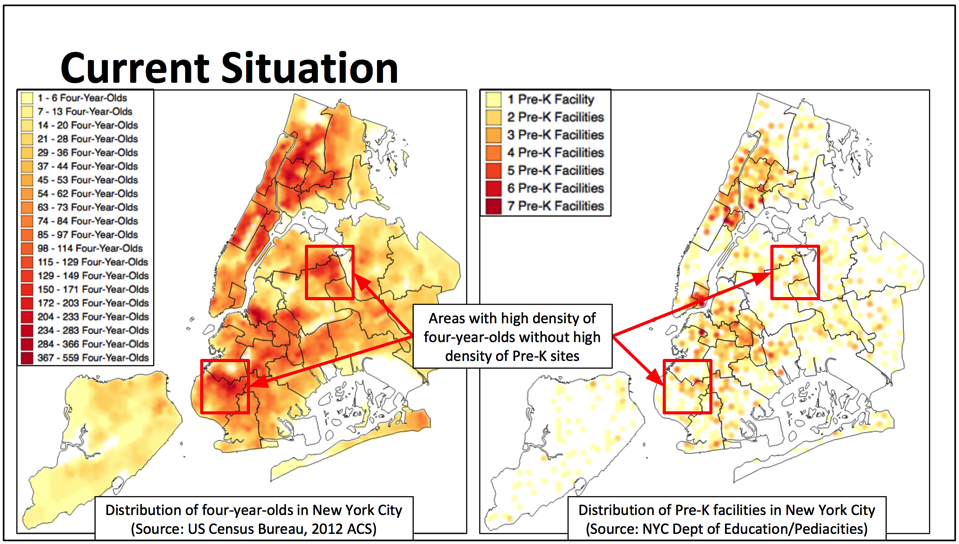 Current Situation
1 - 6 Four-Year-Olds
7 - 13 Four-Year-Olds
14 - 20 Four-Year-Olds
21 - 28 Four-Year-Olds
29 - 36 Four-Year-Olds
37 - 44 Four-Year-Olds
45 - 53 Four-Year-Olds
54 - 62 Four-Year-Olds
63 - 73 Four-Year-Olds
74 - 84 Four-Year-Olds
85 - 97 Four-Year-Olds
98 - 114 Four-Year-Olds
115 - 129 Four-Year-Olds
129 - 149 Four-Year-Olds
150 - 171 Four-Year-Olds
172 - 203 Four-Year-Olds
204 - 233 Four-Year-Olds
234 - 283 Four-Year-Olds
284 - 366 Four-Year-Olds
367 - 559 Four-Year-Olds
1 Pre-K Facility
2 Pre-K Facilities
3 Pre-K Facilities
4 Pre-K Facilities
5 Pre-K Facilities
6 Pre-K Facilities
7 Pre-K Facilities
Areas with high density of
four-year-olds without high
density of Pre-K sites
Distribution of four-year-olds in New York City
(Source: US Census Bureau, 2012 ACS)
Distribution of Pre-K facilities in New York City
(Source: NYC Dept of Education/Pediacities)